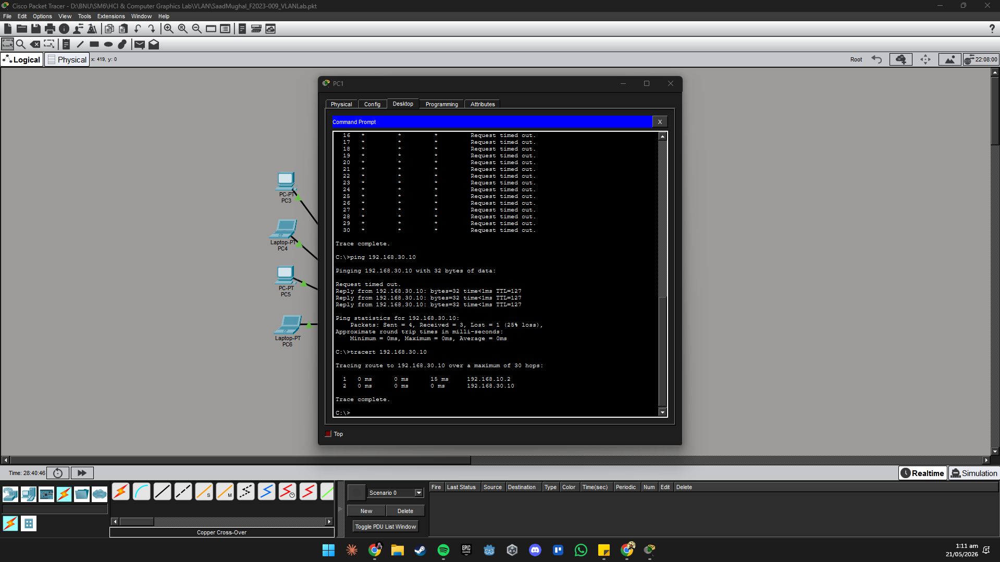 Cisco Packet Tracer - D:\BNU\SM6\HCI & Computer Graphics Lab\VLAN\SaadMughal_F2023-009_VLANLab.pkt
File Edit Options View Tools Extensions Window Help
?
Logical Physical x: 419, y: 0 Root 22:08:00
PC1
Physical Config Desktop Programming Attributes
Command Prompt X
16 * * * Request timed out.
17 * * * Request timed out.
18 * * * Request timed out.
19 * * * Request timed out.
20 * * * Request timed out.
21 * * * Request timed out.
22 * * * Request timed out.
23 * * * Request timed out.
24 * * * Request timed out.
25 * * * Request timed out.
26 * * * Request timed out.
27 * * * Request timed out.
28 * * * Request timed out.
29 * * * Request timed out.
30 * * * Request timed out.
Trace complete.
C:\>ping 192.168.30.10
Pinging 192.168.30.10 with 32 bytes of data:
Request timed out.
Reply from 192.168.30.10: bytes=32 time<1ms TTL=127
Reply from 192.168.30.10: bytes=32 time<1ms TTL=127
Reply from 192.168.30.10: bytes=32 time<1ms TTL=127
Ping statistics for 192.168.30.10:
Packets: Sent = 4, Received = 3, Lost = 1 (25% loss),
Approximate round trip times in milli-seconds:
Minimum = 0ms, Maximum = 0ms, Average = 0ms
C:\>tracert 192.168.30.10
Tracing route to 192.168.30.10 over a maximum of 30 hops:
1 0 ms 0 ms 15 ms 192.168.10.2
2 0 ms 0 ms 0 ms 192.168.30.10
Trace complete.
C:\>
Top
PC-PT
PC3
Laptop-PT
PC4
PC-PT
PC5
Laptop-PT
PC6
Time: 28:40:46
Realtime Simulation
S M
Scenario 0
New Delete
Toggle PDU List Window
Fire Last Status Source Destination Type Color Time(sec) Periodic Num Edit Delete
Copper Cross-Over
EPIC GAMES
1:11 am
21/05/2026